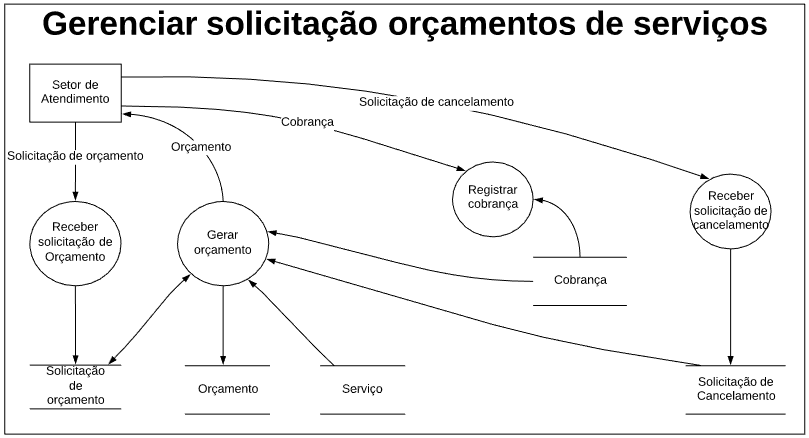 Gerenciar solicitação orçamentos de serviços
Setor de
Atendimento
Solicitação de cancelamento
Cobrança
Solicitação de orçamento
Orçamento
Registrar
cobrança
Receber
solicitação de
cancelamento
Receber
solicitação de
Orçamento
Gerar
orçamento
Cobrança
Solicitação
de
orçamento
Orçamento
Serviço
Solicitação de
Cancelamento